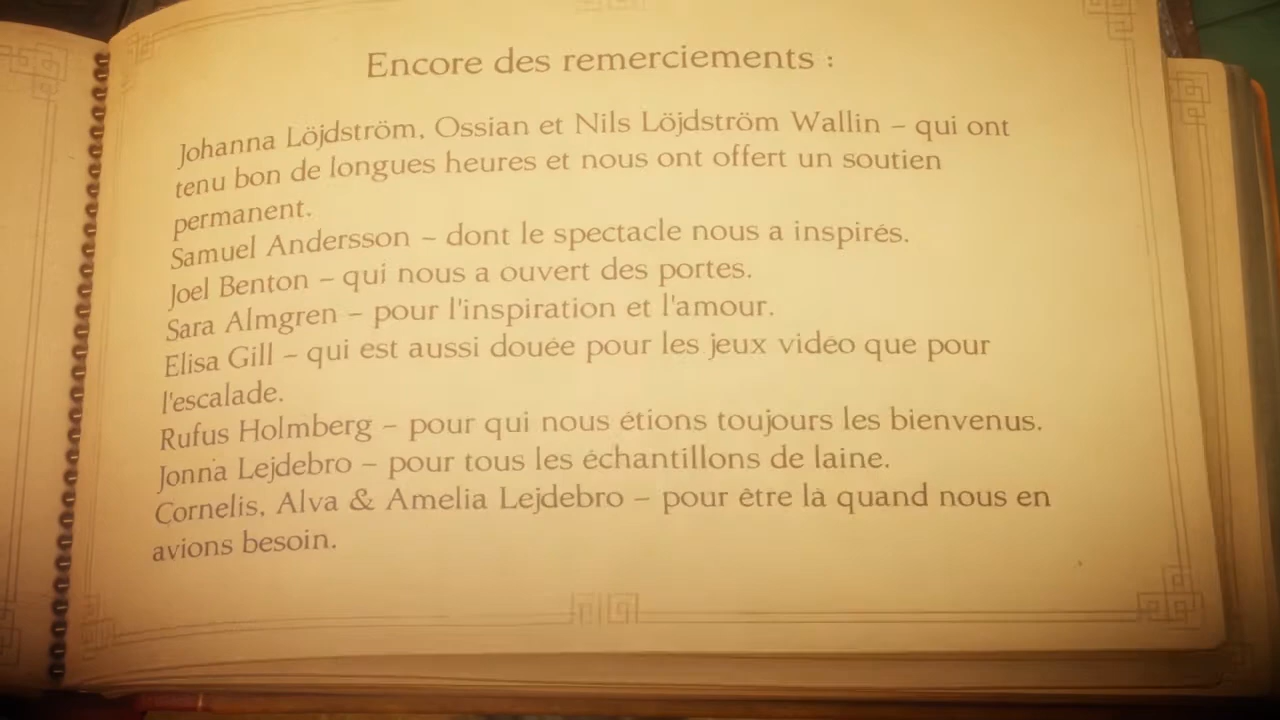 Encore des remerciements :
Johanna Löjdström, Ossian et Nils Löjdström Wallin – qui ont
tenu bon de longues heures et nous ont offert un soutien
permanent.
Samuel Andersson – dont le spectacle nous a inspirés.
Joel Benton – qui nous a ouvert des portes.
Sara Almgren – pour l'inspiration et l'amour.
Elisa Gill – qui est aussi douée pour les jeux vidéo que pour
l'escalade.
Rufus Holmberg – pour qui nous étions toujours les bienvenus.
Jonna Lejdebro – pour tous les échantillons de laine.
Cornelis, Alva & Amelia Lejdebro – pour être là quand nous en
avions besoin.